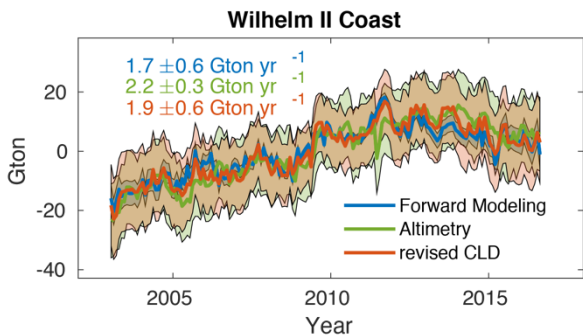 Wilhelm II Coast
1.7 ±0.6 Gton yr -1
2.2 ±0.3 Gton yr -1
1.9 ±0.6 Gton yr -1
20
0
-20
-40
Gton
Forward Modeling
Altimetry
revised CLD
2005 2010 2015
Year